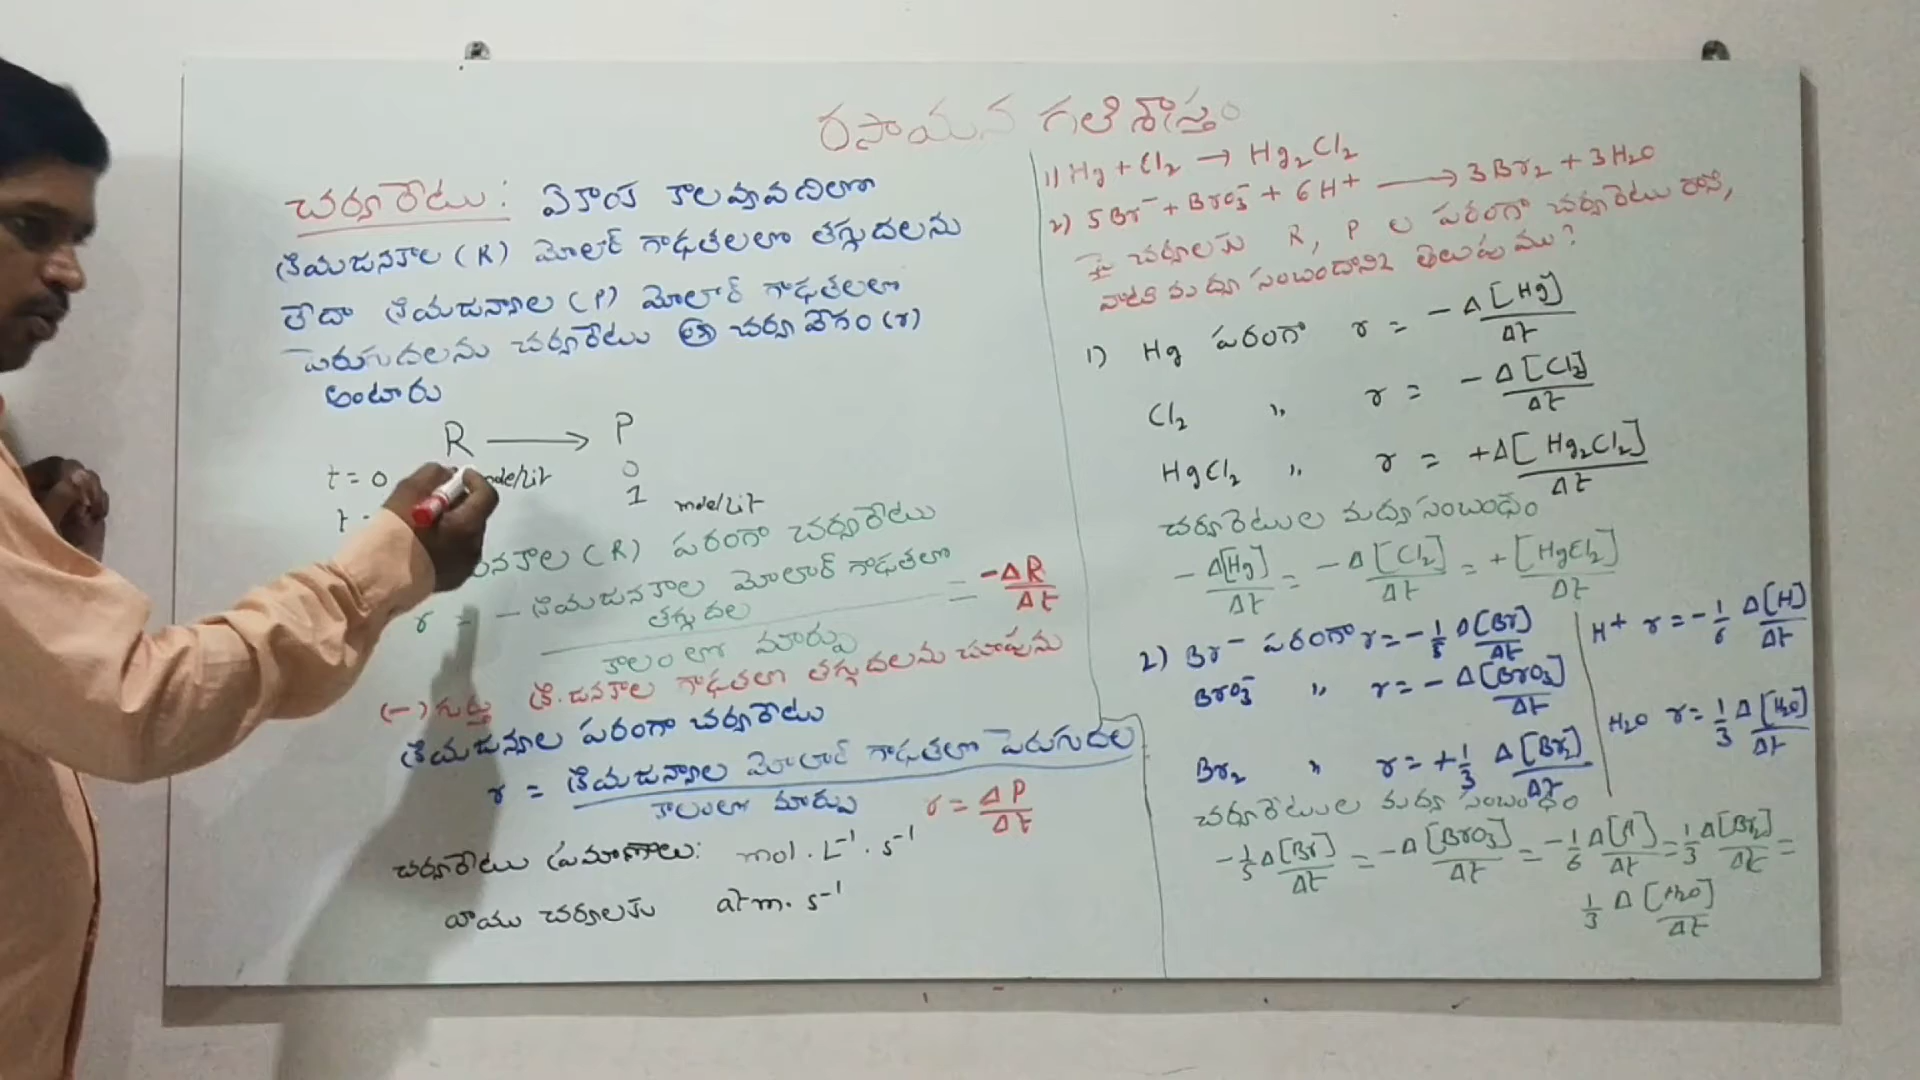 రసాయన గతిశాస్త్రం
చర్యారేటు: ఏకాంక కాలవ్యవధిలో
క్రియాజనకాల (R) మోలార్ గాఢతలలో తగ్గుదలను
లేదా క్రియాజన్యాల (P) మోలార్ గాఢతలలో
పెరుగుదలను చర్యారేటు (లేదా) చర్యా వేగం (r)
అంటారు
R ⟶ P
t = 0 mole/Lit 0
t = 1 mole/Lit
నకాల (R) పరంగా చర్యారేటు
r = - క్రియాజనకాల మోలార్ గాఢతలో తగ్గుదల / కాలంలో మార్పు = -ΔR/Δt
(-) గుర్తు క్రి.జనకాల గాఢతలో తగ్గుదలను చూపును
క్రియాజన్యాల పరంగా చర్యారేటు
r = క్రియాజన్యాల మోలార్ గాఢతలో పెరుగుదల / కాలంలో మార్పు
r = ΔP/Δt
చర్యారేటు ప్రమాణాలు: mol. L⁻¹. s⁻¹
వాయు చర్యలకు atm. s⁻¹
1) Hg + Cl₂ → Hg₂Cl₂
2) 5Br⁻ + BrO₃⁻ + 6H⁺ ⟶ 3Br₂ + 3H₂O
పై చర్యలకు R, P ల పరంగా చర్యారేటు రాసి,
వాటి మధ్య సంబందాన్ని తెలుపుము?
1) Hg పరంగా r = -Δ[Hg]/Δt
Cl₂ ,, r = -Δ[Cl₂]/Δt
HgCl₂ ,, r = +Δ[Hg₂Cl₂]/Δt
చర్యారేటుల మధ్య సంబంధం
-Δ[Hg]/Δt = -Δ[Cl₂]/Δt = +[HgCl₂]/Δt
2) Br⁻ పరంగా r = -1/5 Δ[Br]/Δt
BrO₃⁻ ,, r = -Δ[BrO₃]/Δt
Br₂ ,, r = +1/3 Δ[Br₂]/Δt
H⁺ r = -1/6 Δ[H]/Δt
H₂O r = 1/3 Δ[H₂O]/Δt
చర్యారేటుల మధ్య సంబంధం
-1/5 Δ[Br]/Δt = -Δ[BrO₃]/Δt = -1/6 Δ[H]/Δt = 1/3 Δ[Br₂]/Δt =
1/3 Δ[H₂O]/Δt